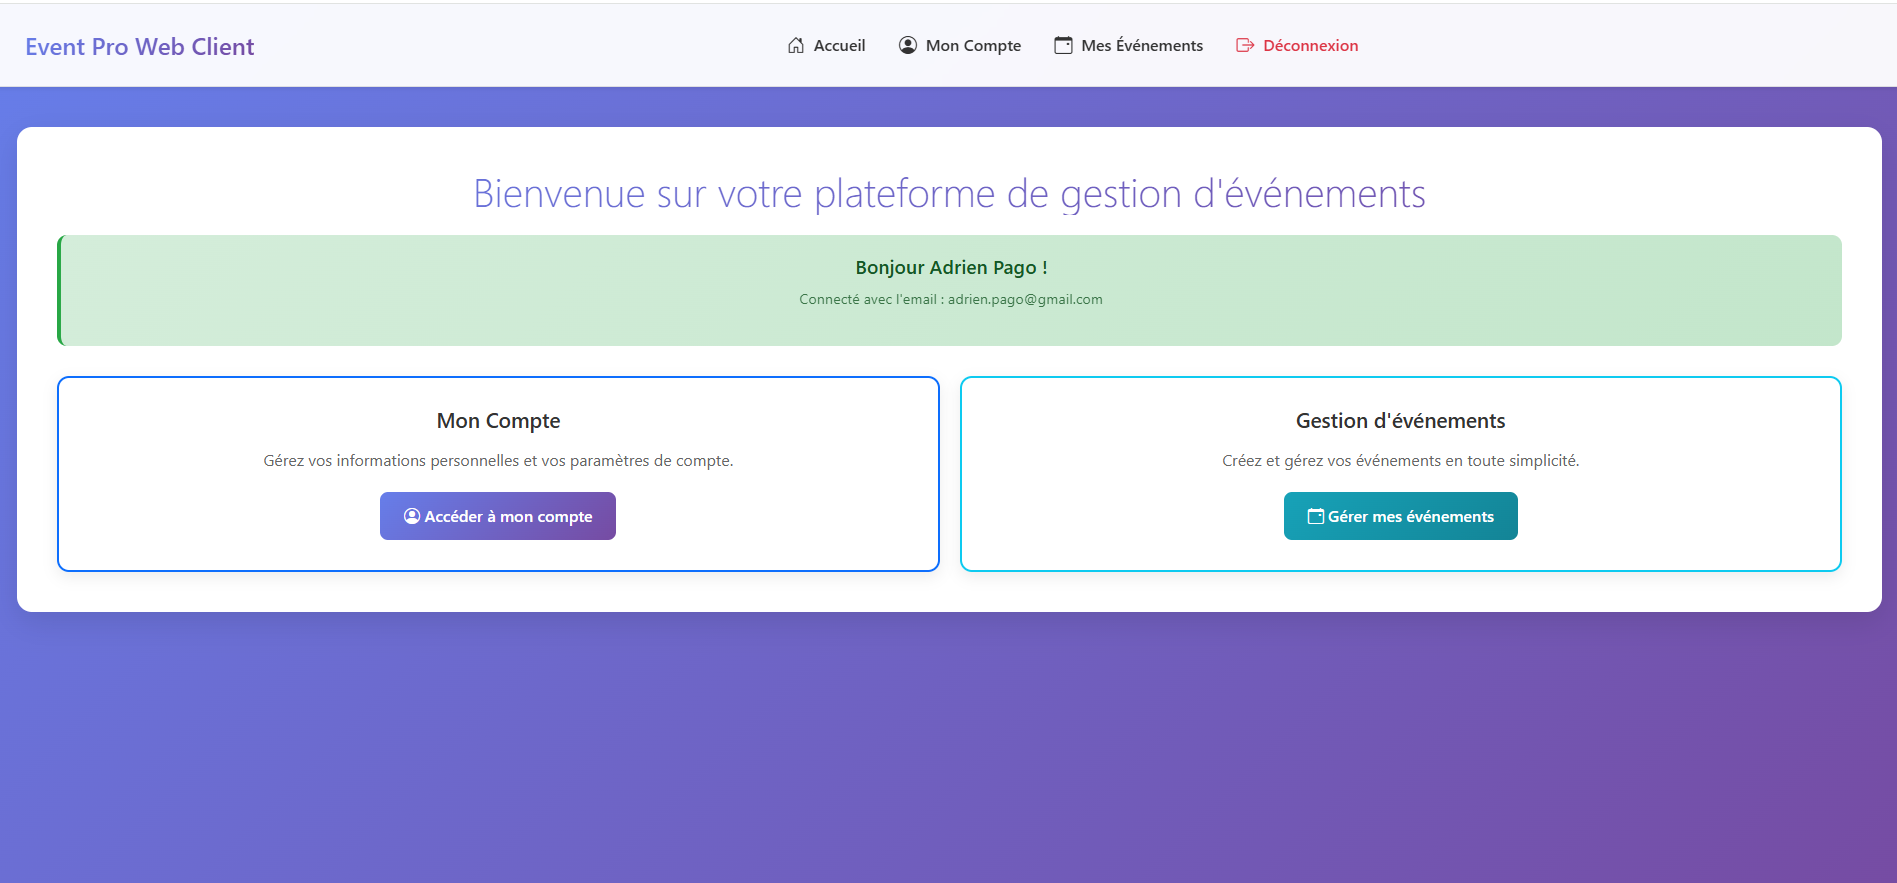 Event Pro Web Client
Accueil
Mon Compte
Mes Événements
Déconnexion
Bienvenue sur votre plateforme de gestion d'événements
Bonjour Adrien Pago !
Connecté avec l'email : adrien.pago@gmail.com
Mon Compte
Gérez vos informations personnelles et vos paramètres de compte.
Accéder à mon compte
Gestion d'événements
Créez et gérez vos événements en toute simplicité.
Gérer mes événements